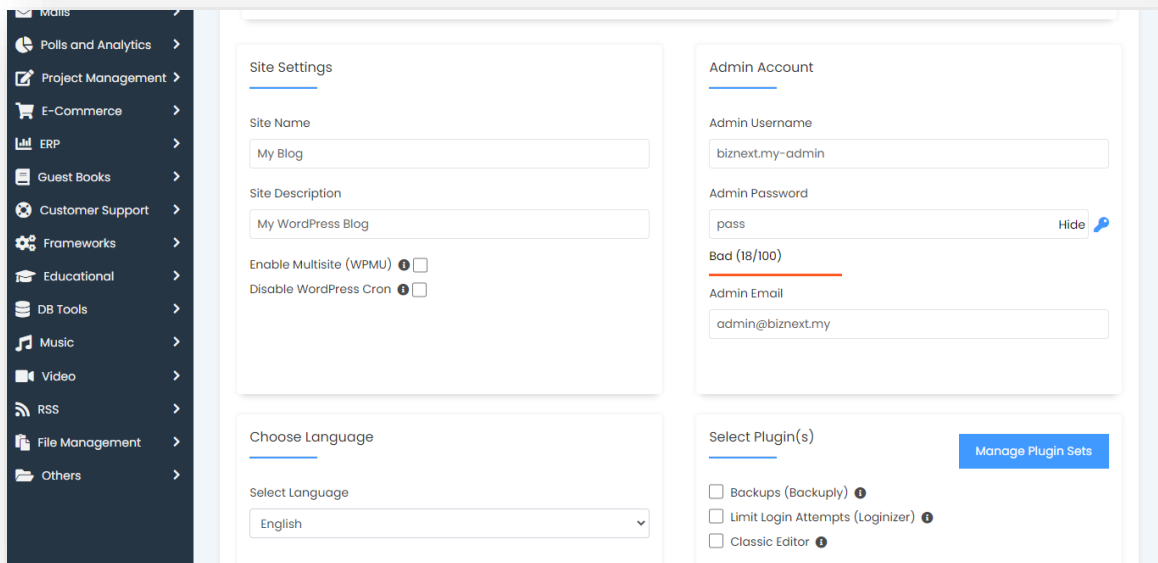 Mails
Polls and Analytics
Project Management
E-Commerce
ERP
Guest Books
Customer Support
Frameworks
Educational
DB Tools
Music
Video
RSS
File Management
Others
Site Settings
Site Name
My Blog
Site Description
My WordPress Blog
Enable Multisite (WPMU)
Disable WordPress Cron
Admin Account
Admin Username
biznext.my-admin
Admin Password
pass Hide
Bad (18/100)
Admin Email
admin@biznext.my
Choose Language
Select Language
English
Select Plugin(s)
Manage Plugin Sets
Backups (Backuply)
Limit Login Attempts (Loginizer)
Classic Editor